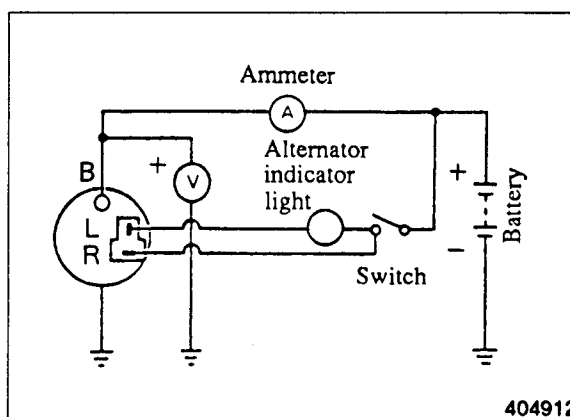 Ammeter
A
B
+
V
Alternator
indicator
light
L
R
Switch
+
-
Battery
404912